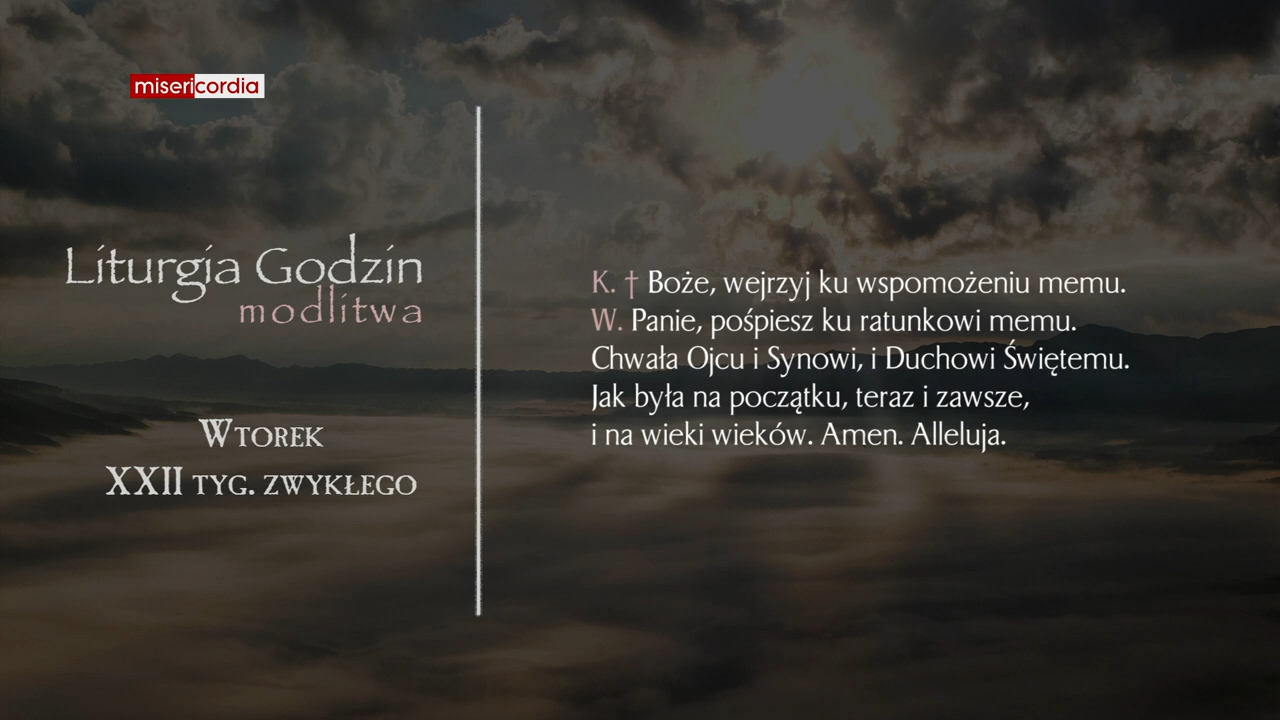 misericordia
Liturgia Godzin
modlitwa
Wtorek
XXII tyg. zwykłego
K. † Boże, wejrzyj ku wspomożeniu memu.
W. Panie, pośpiesz ku ratunkowi memu.
Chwała Ojcu i Synowi, i Duchowi Świętemu.
Jak była na początku, teraz i zawsze,
i na wieki wieków. Amen. Alleluja.